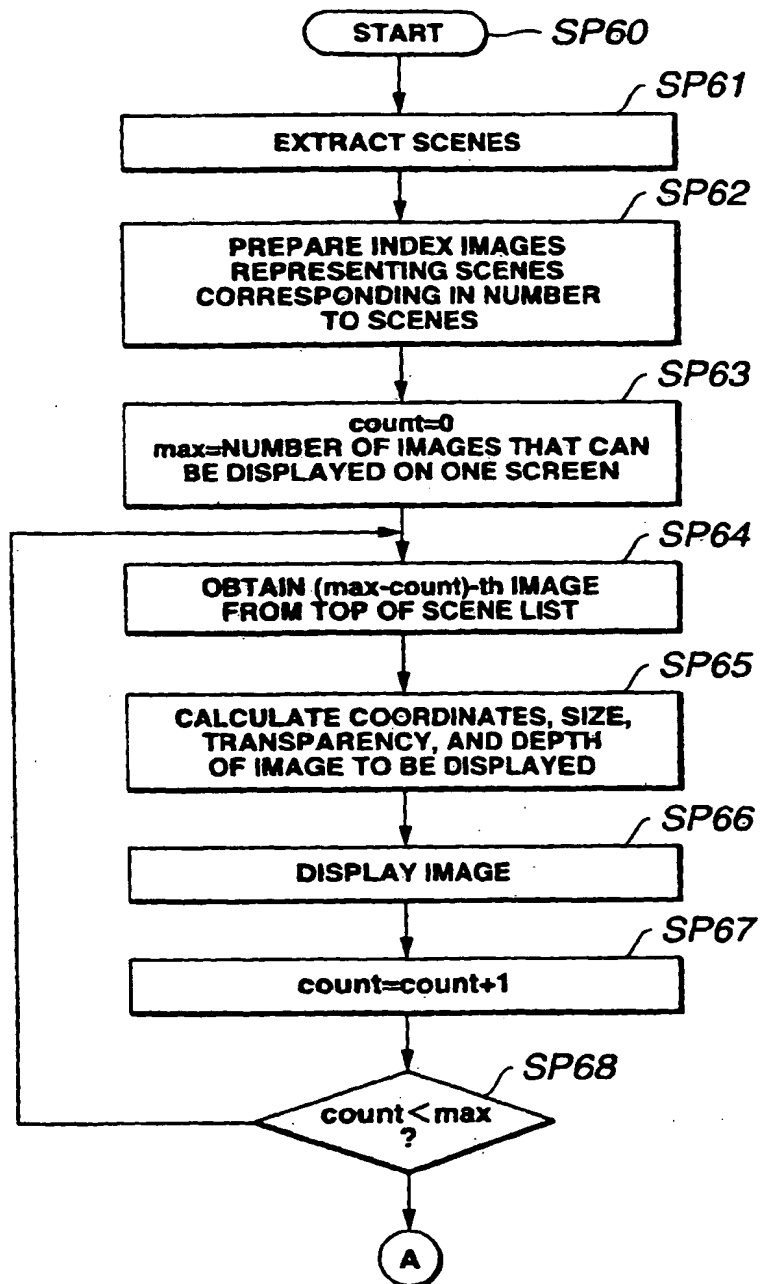 START
SP60
SP61
EXTRACT SCENES
SP62
PREPARE INDEX IMAGES
REPRESENTING SCENES
CORRESPONDING IN NUMBER
TO SCENES
SP63
count=0
max=NUMBER OF IMAGES THAT CAN
BE DISPLAYED ON ONE SCREEN
SP64
OBTAIN (max-count)-th IMAGE
FROM TOP OF SCENE LIST
SP65
CALCULATE COORDINATES, SIZE,
TRANSPARENCY, AND DEPTH
OF IMAGE TO BE DISPLAYED
SP66
DISPLAY IMAGE
SP67
count=count+1
SP68
count<max
?
A